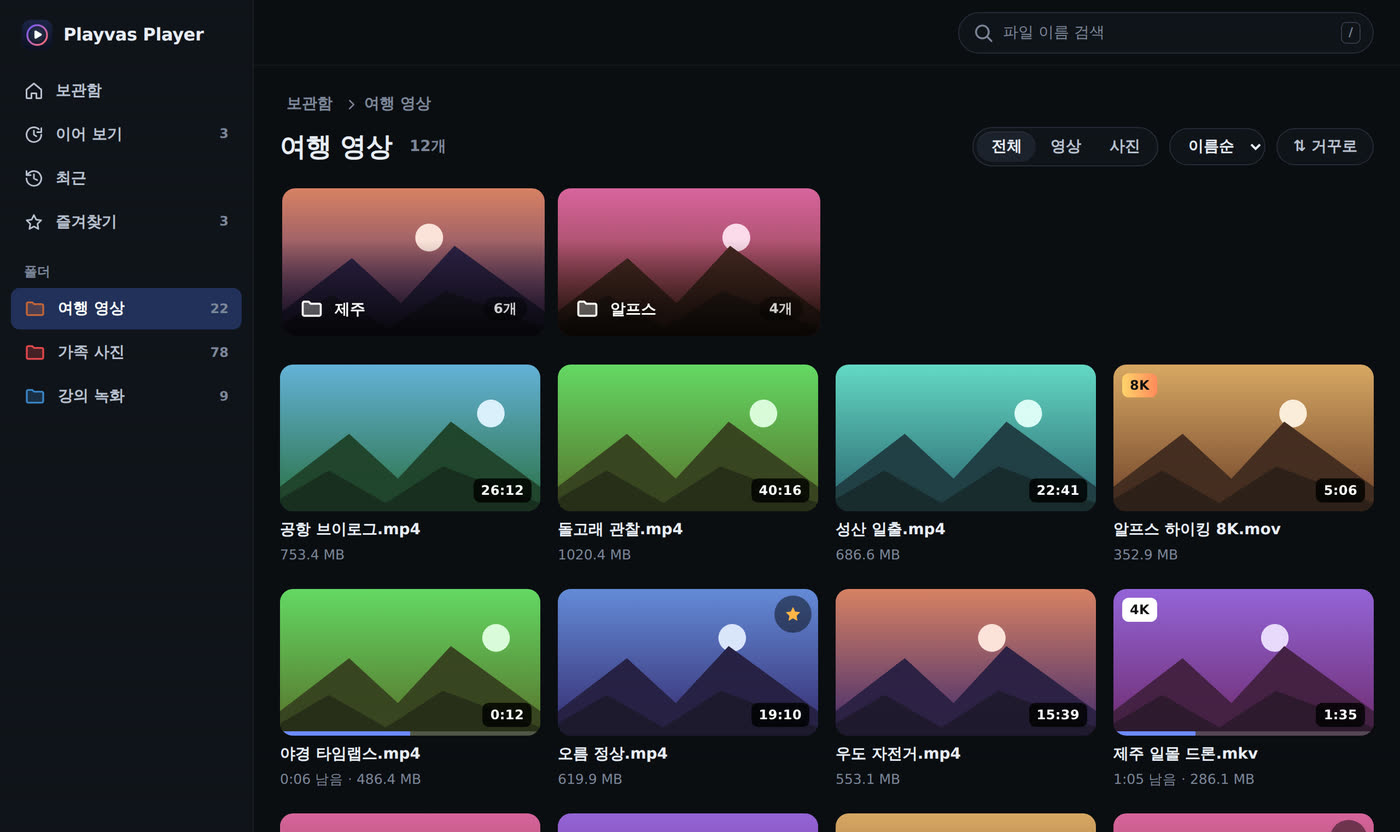 Playvas Player
파일 이름 검색
/
보관함
이어 보기 3
최근
즐겨찾기 3
폴더
여행 영상 22
가족 사진 78
강의 녹화 9
보관함 > 여행 영상
여행 영상 12개
전체 영상 사진 이름순 ⇅ 거꾸로
제주 6개
알프스 4개
26:12
공항 브이로그.mp4
753.4 MB
40:16
돌고래 관찰.mp4
1020.4 MB
22:41
성산 일출.mp4
686.6 MB
8K
5:06
알프스 하이킹 8K.mov
352.9 MB
0:12
야경 타임랩스.mp4
0:06 남음 · 486.4 MB
19:10
오름 정상.mp4
619.9 MB
15:39
우도 자전거.mp4
553.1 MB
4K
1:35
제주 일몰 드론.mkv
1:05 남음 · 286.1 MB